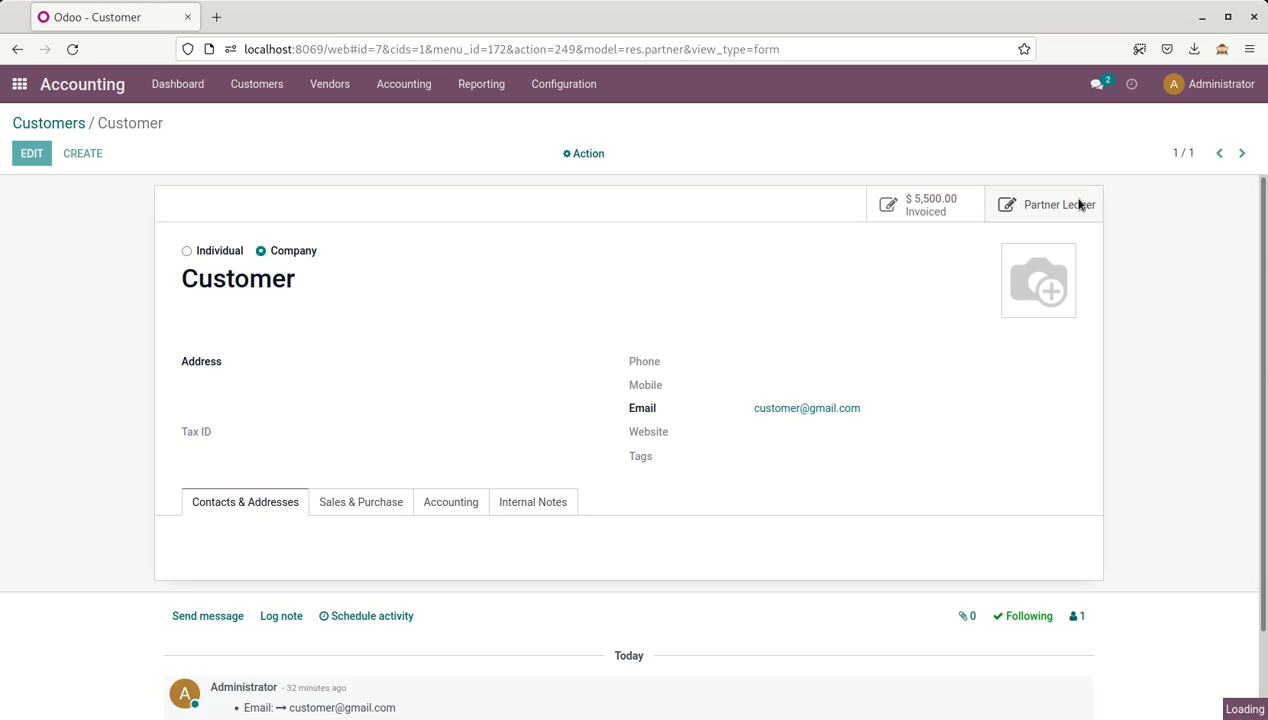 Odoo - Customer
localhost:8069/web#id=7&cids=1&menu_id=172&action=249&model=res.partner&view_type=form
Accounting Dashboard Customers Vendors Accounting Reporting Configuration 2 A Administrator
Customers / Customer
EDIT CREATE Action 1 / 1
$ 5,500.00
Invoiced
Partner Ledger
Individual Company
Customer
Address
Phone
Mobile
Email customer@gmail.com
Tax ID
Website
Tags
Contacts & Addresses Sales & Purchase Accounting Internal Notes
Send message Log note Schedule activity 0 Following 1
Today
A Administrator - 32 minutes ago
• Email: → customer@gmail.com
Loading